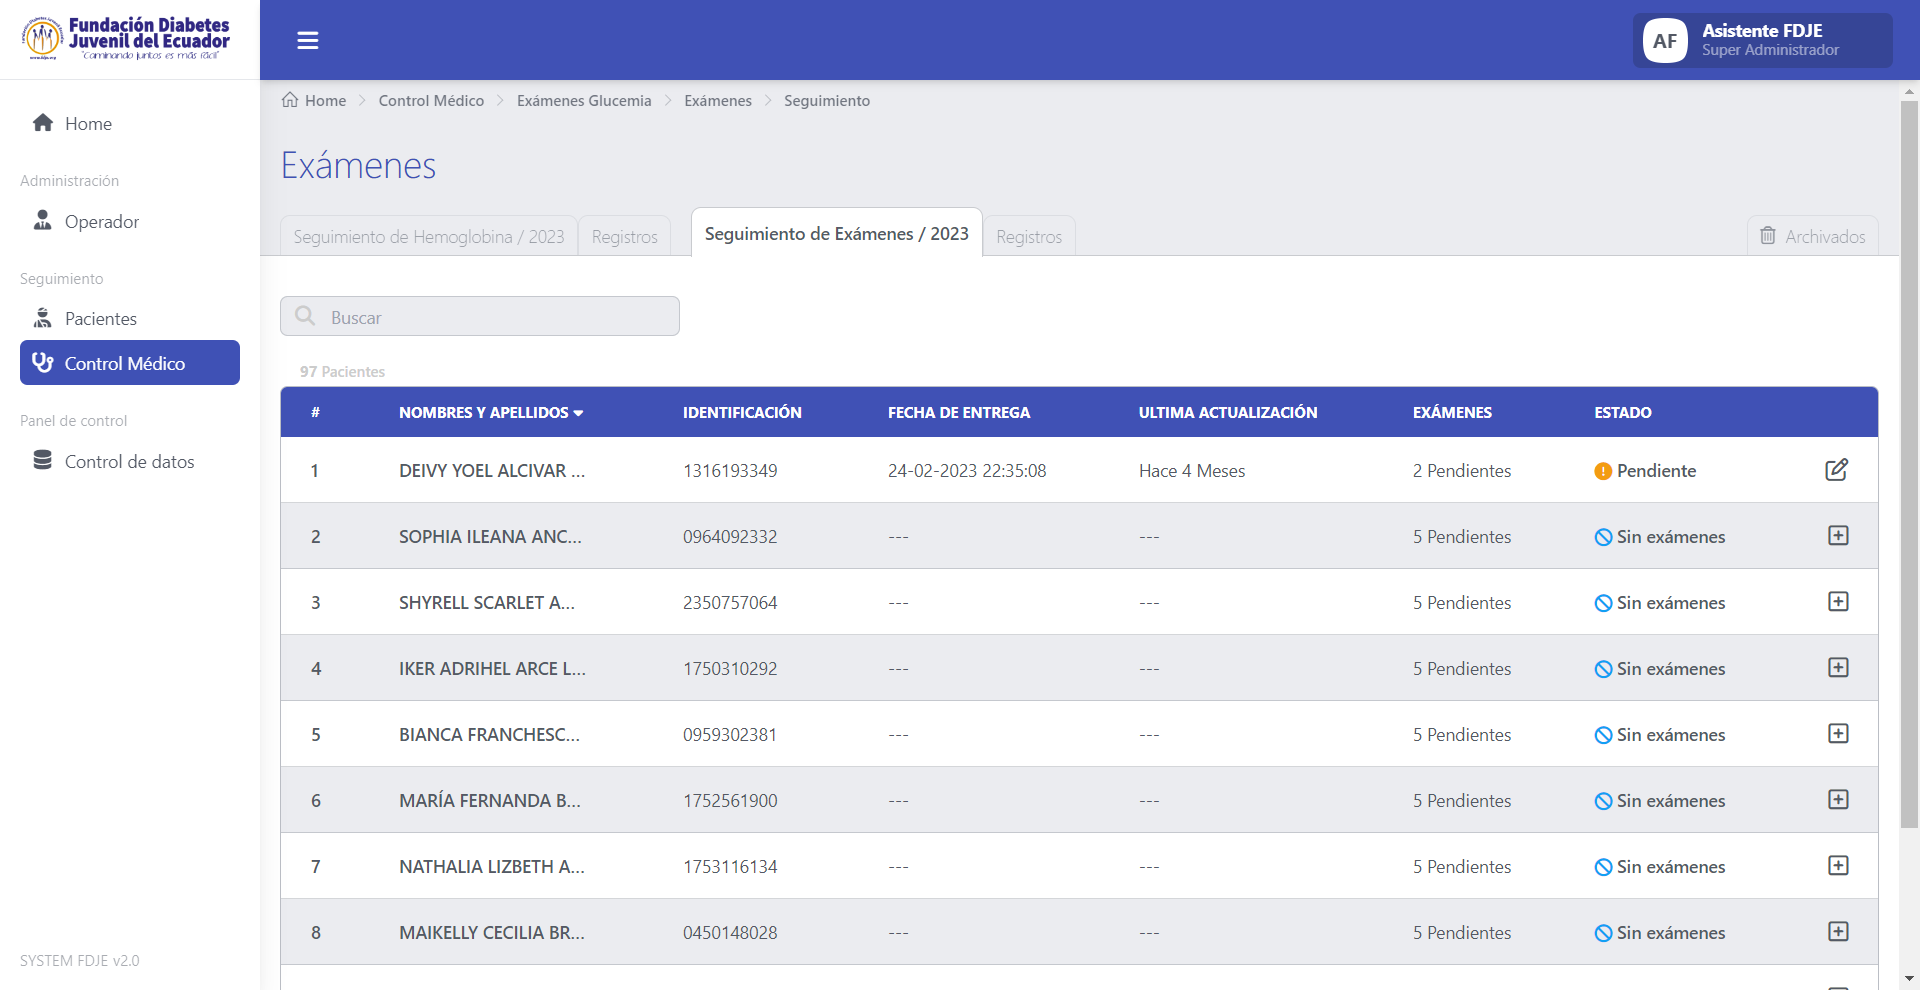 Fundación Diabetes
Juvenil del Ecuador
"Caminando juntos es más fácil"
www.fdje.org
AF
Asistente FDJE
Super Administrador
Home
Administración
Operador
Seguimiento
Pacientes
Control Médico
Panel de control
Control de datos
SYSTEM FDJE v2.0
Home > Control Médico > Exámenes Glucemia > Exámenes > Seguimiento
Exámenes
Seguimiento de Hemoglobina / 2023 Registros Seguimiento de Exámenes / 2023 Registros Archivados
Buscar
97 Pacientes
# NOMBRES Y APELLIDOS IDENTIFICACIÓN FECHA DE ENTREGA ULTIMA ACTUALIZACIÓN EXÁMENES ESTADO
1 DEIVY YOEL ALCIVAR ... 1316193349 24-02-2023 22:35:08 Hace 4 Meses 2 Pendientes Pendiente
2 SOPHIA ILEANA ANC... 0964092332 --- --- 5 Pendientes Sin exámenes
3 SHYRELL SCARLET A... 2350757064 --- --- 5 Pendientes Sin exámenes
4 IKER ADRIHEL ARCE L... 1750310292 --- --- 5 Pendientes Sin exámenes
5 BIANCA FRANCHESC... 0959302381 --- --- 5 Pendientes Sin exámenes
6 MARÍA FERNANDA B... 1752561900 --- --- 5 Pendientes Sin exámenes
7 NATHALIA LIZBETH A... 1753116134 --- --- 5 Pendientes Sin exámenes
8 MAIKELLY CECILIA BR... 0450148028 --- --- 5 Pendientes Sin exámenes